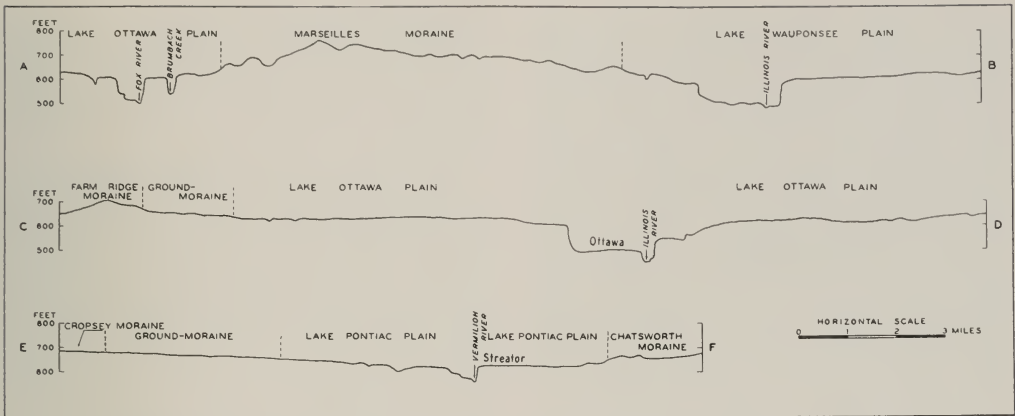 FEET
800
700
600
500
A
LAKE OTTAWA PLAIN
FOX RIVER
BRUMBACH
CREEK
MARSEILLES MORAINE
LAKE WAUPONSEE PLAIN
ILLINOIS RIVER
B
FEET
700
600
500
C
FARM RIDGE
MORAINE
GROUND-
MORAINE
LAKE OTTAWA PLAIN
Ottawa
ILLINOIS
RIVER
LAKE OTTAWA PLAIN
D
FEET
800
700
600
E
CROPSEY MORAINE
GROUND-MORAINE
LAKE PONTIAC PLAIN
VERMILION
RIVER
Streator
LAKE PONTIAC PLAIN
CHATSWORTH
MORAINE
F
HORIZONTAL SCALE
0 1 2 3 MILES